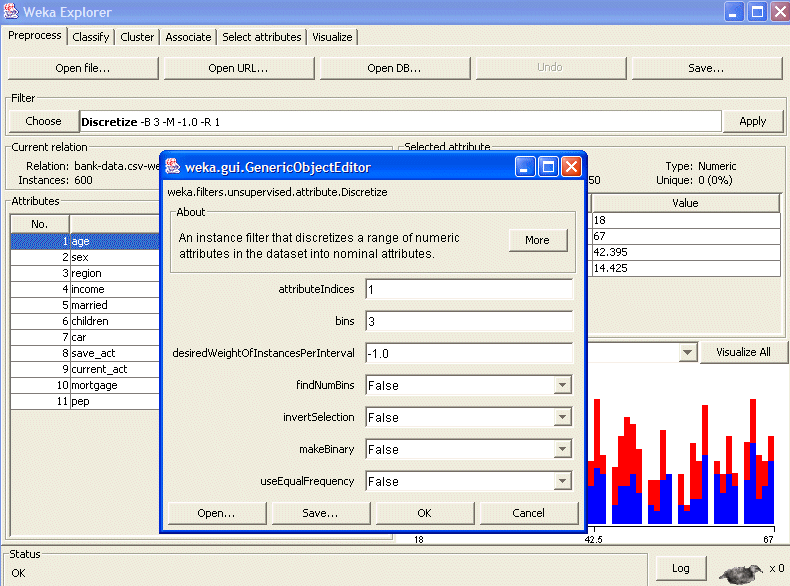 Weka Explorer
Preprocess Classify Cluster Associate Select attributes Visualize
Open file... Open URL... Open DB... Undo Save...
Filter
Choose Discretize -B 3 -M -1.0 -R 1 Apply
Current relation
Relation: bank-data.csv-we
Instances: 600
Selected attribute
Type: Numeric
50 Unique: 0 (0%)
Attributes
No.
1 age
2 sex
3 region
4 income
5 married
6 children
7 car
8 save_act
9 current_act
10 mortgage
11 pep
Value
18
67
42.395
14.425
Visualize All
18 42.5 67
weka.gui.GenericObjectEditor
weka.filters.unsupervised.attribute.Discretize
About
An instance filter that discretizes a range of numeric
attributes in the dataset into nominal attributes.
More
attributeIndices 1
bins 3
desiredWeightOfInstancesPerInterval -1.0
findNumBins False
invertSelection False
makeBinary False
useEqualFrequency False
Open... Save... OK Cancel
Status
OK
Log x 0